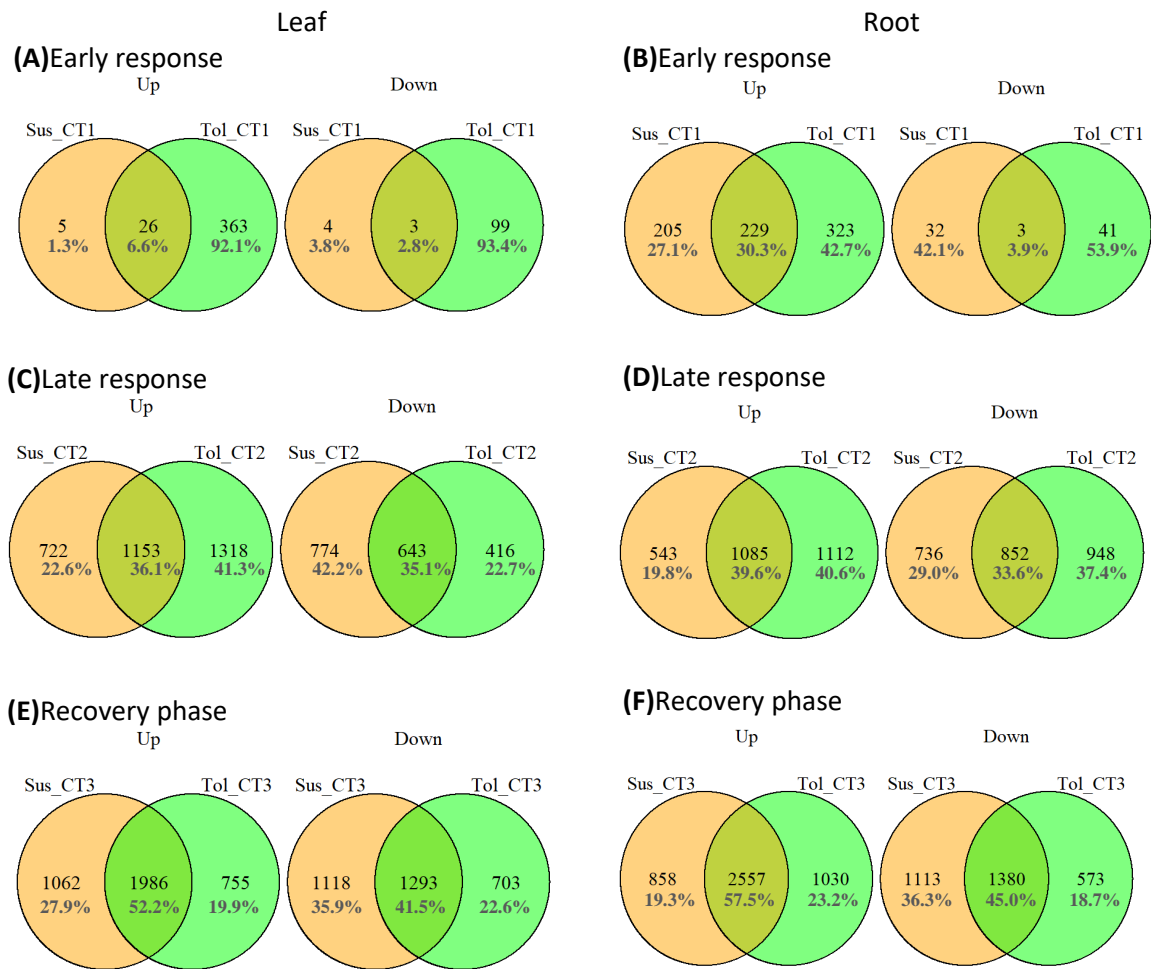 Leaf
Root
(A)Early response
Up Down
Sus_CT1 Tol_CT1 Sus_CT1 Tol_CT1
5 26 363 4 3 99
1.3% 6.6% 92.1% 3.8% 2.8% 93.4%
(B)Early response
Up Down
Sus_CT1 Tol_CT1 Sus_CT1 Tol_CT1
205 229 323 32 3 41
27.1% 30.3% 42.7% 42.1% 3.9% 53.9%
(C)Late response
Up Down
Sus_CT2 Tol_CT2 Sus_CT2 Tol_CT2
722 1153 1318 774 643 416
22.6% 36.1% 41.3% 42.2% 35.1% 22.7%
(D)Late response
Up Down
Sus_CT2 Tol_CT2 Sus_CT2 Tol_CT2
543 1085 1112 736 852 948
19.8% 39.6% 40.6% 29.0% 33.6% 37.4%
(E)Recovery phase
Up Down
Sus_CT3 Tol_CT3 Sus_CT3 Tol_CT3
1062 1986 755 1118 1293 703
27.9% 52.2% 19.9% 35.9% 41.5% 22.6%
(F)Recovery phase
Up Down
Sus_CT3 Tol_CT3 Sus_CT3 Tol_CT3
858 2557 1030 1113 1380 573
19.3% 57.5% 23.2% 36.3% 45.0% 18.7%